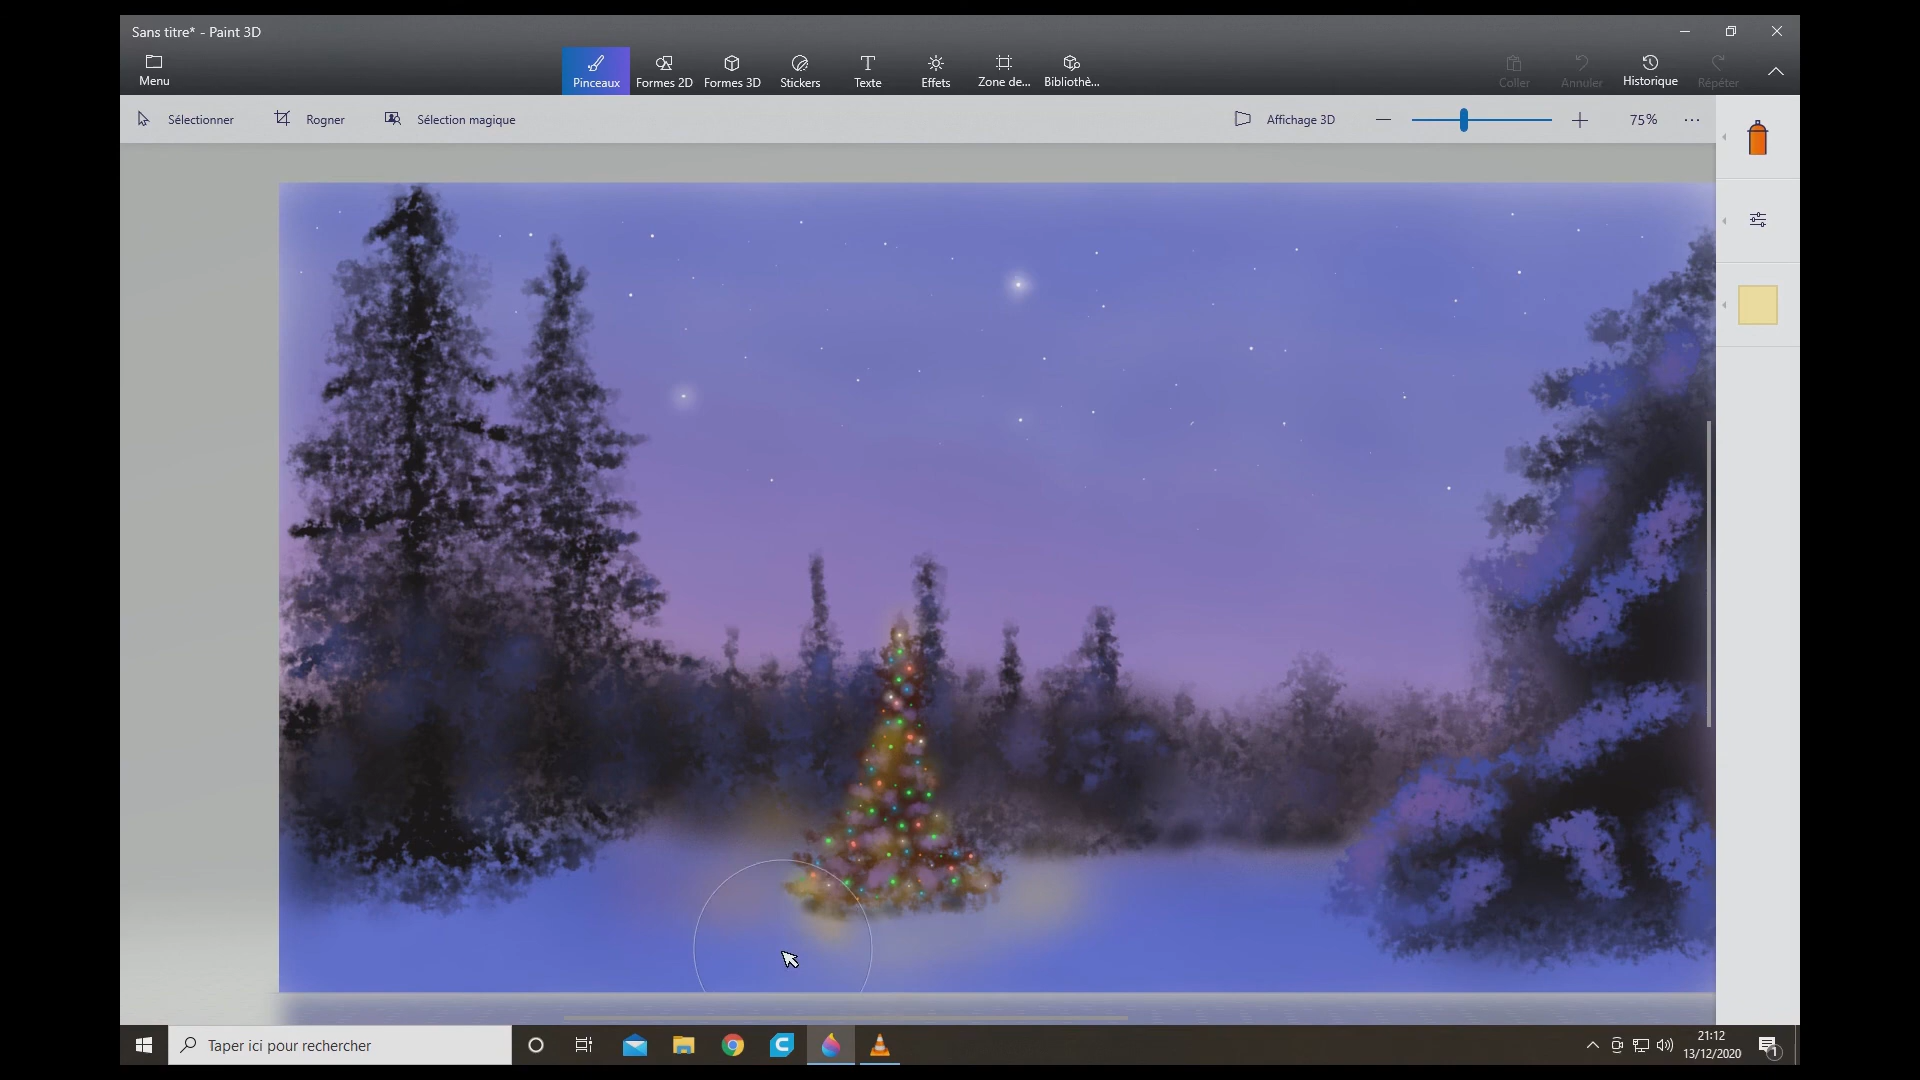 Sans titre* - Paint 3D
Menu
Pinceaux
Formes 2D
Formes 3D
Stickers
Texte
Effets
Zone de...
Bibliothè...
Coller
Annuler
Historique
Répéter
Sélectionner
Rogner
Sélection magique
Affichage 3D
75%
Taper ici pour rechercher
21:12
13/12/2020
1